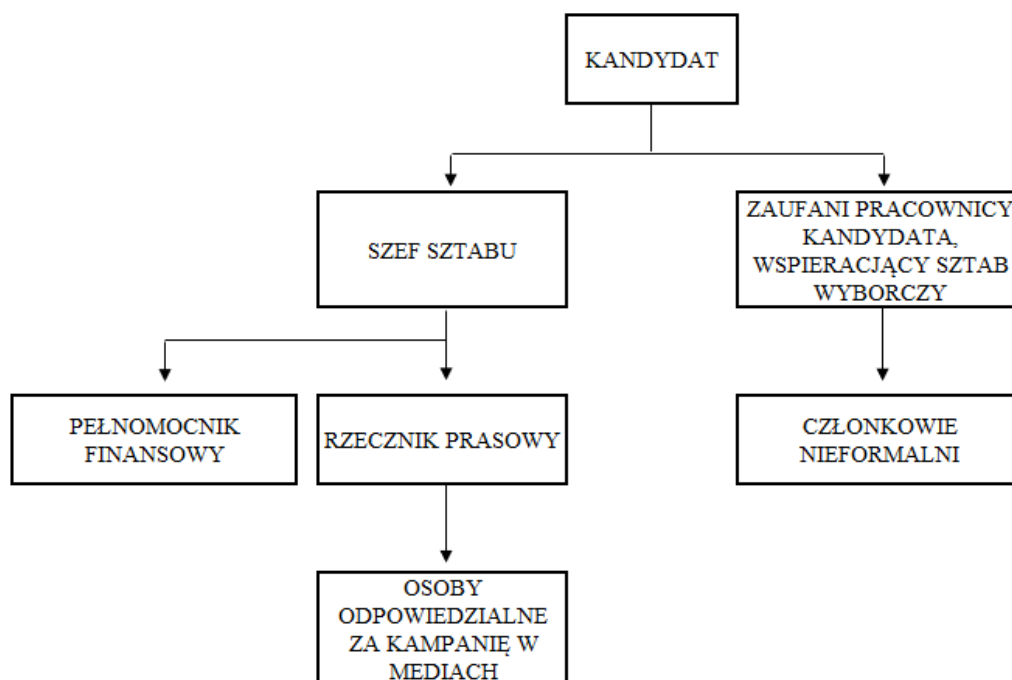 KANDYDAT
SZEF SZTABU
ZAUFANI PRACOWNICY
KANDYDATA,
WSPIERACJĄCY SZTAB
WYBORCZY
PEŁNOMOCNIK
FINANSOWY
RZECZNIK PRASOWY
CZŁONKOWIE
NIEFORMALNI
OSOBY
ODPOWIEDZIALNE
ZA KAMPANIĘ W
MEDIACH